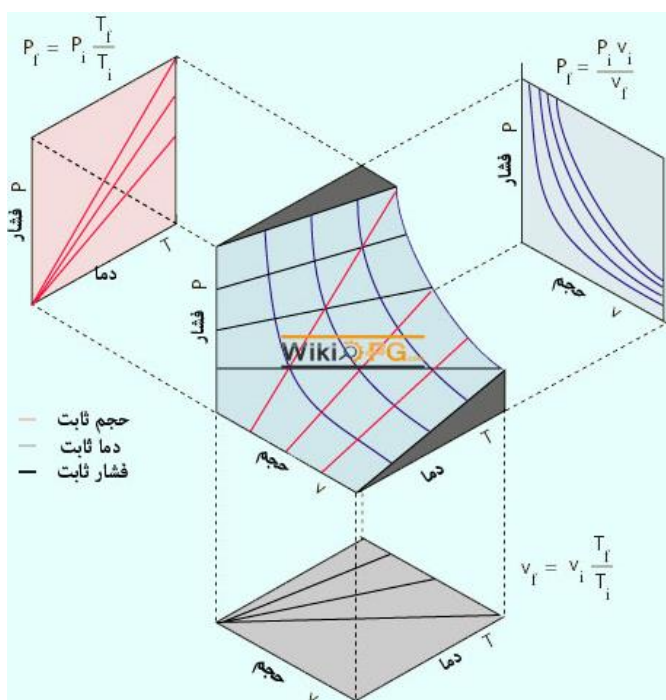 P_f = P_i T_f / T_i
P_f = P_i v_i / v_f
فشار P
دما T
فشار P
حجم v
فشار P
WikiPG.com
حجم v
دما T
حجم ثابت
دما ثابت
فشار ثابت
v_f = v_i T_f / T_i
حجم v
دما T